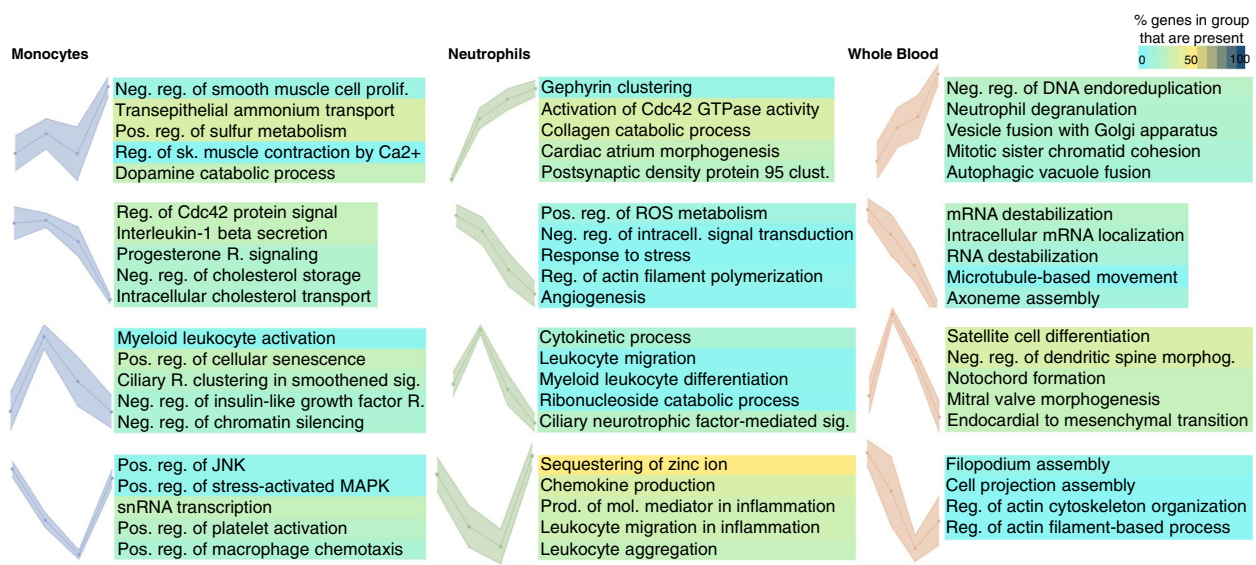 % genes in group
that are present
0 50 100
Monocytes
Neg. reg. of smooth muscle cell prolif.
Transepithelial ammonium transport
Pos. reg. of sulfur metabolism
Reg. of sk. muscle contraction by Ca2+
Dopamine catabolic process
Reg. of Cdc42 protein signal
Interleukin-1 beta secretion
Progesterone R. signaling
Neg. reg. of cholesterol storage
Intracellular cholesterol transport
Myeloid leukocyte activation
Pos. reg. of cellular senescence
Ciliary R. clustering in smoothened sig.
Neg. reg. of insulin-like growth factor R.
Neg. reg. of chromatin silencing
Pos. reg. of JNK
Pos. reg. of stress-activated MAPK
snRNA transcription
Pos. reg. of platelet activation
Pos. reg. of macrophage chemotaxis
Neutrophils
Gephyrin clustering
Activation of Cdc42 GTPase activity
Collagen catabolic process
Cardiac atrium morphogenesis
Postsynaptic density protein 95 clust.
Pos. reg. of ROS metabolism
Neg. reg. of intracell. signal transduction
Response to stress
Reg. of actin filament polymerization
Angiogenesis
Cytokinetic process
Leukocyte migration
Myeloid leukocyte differentiation
Ribonucleoside catabolic process
Ciliary neurotrophic factor-mediated sig.
Sequestering of zinc ion
Chemokine production
Prod. of mol. mediator in inflammation
Leukocyte migration in inflammation
Leukocyte aggregation
Whole Blood
Neg. reg. of DNA endoreduplication
Neutrophil degranulation
Vesicle fusion with Golgi apparatus
Mitotic sister chromatid cohesion
Autophagic vacuole fusion
mRNA destabilization
Intracellular mRNA localization
RNA destabilization
Microtubule-based movement
Axoneme assembly
Satellite cell differentiation
Neg. reg. of dendritic spine morphog.
Notochord formation
Mitral valve morphogenesis
Endocardial to mesenchymal transition
Filopodium assembly
Cell projection assembly
Reg. of actin cytoskeleton organization
Reg. of actin filament-based process